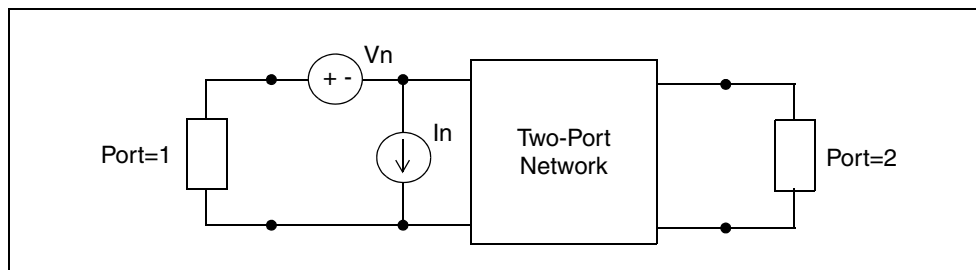 Vn
+ -
In
Port=1
Two-Port
Network
Port=2